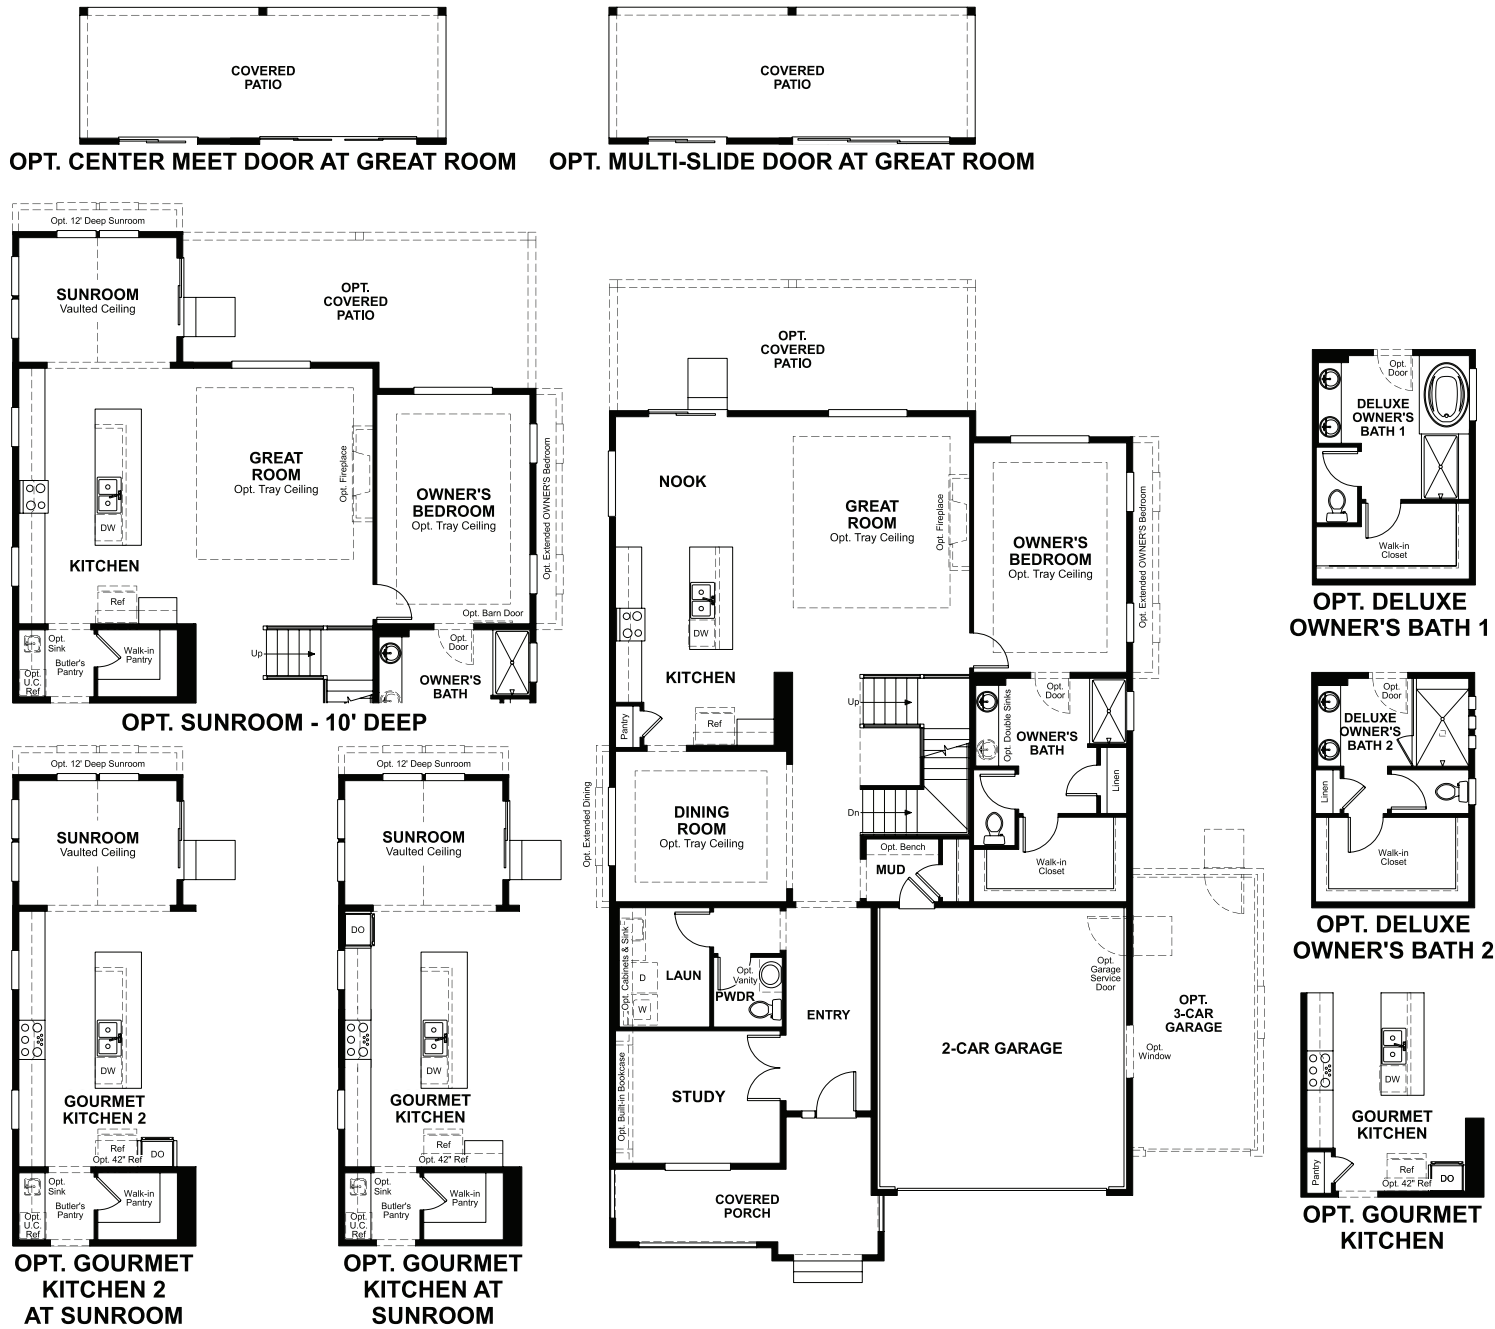 COVERED
PATIO
OPT. CENTER MEET DOOR AT GREAT ROOM
COVERED
PATIO
OPT. MULTI-SLIDE DOOR AT GREAT ROOM
Opt. 12' Deep Sunroom
SUNROOM
Vaulted Ceiling
OPT.
COVERED
PATIO
GREAT
ROOM
Opt. Tray Ceiling
Opt. Fireplace
OWNER'S
BEDROOM
Opt. Tray Ceiling
Opt. Extended OWNER'S Bedroom
DW
KITCHEN
Ref
Opt. Barn Door
Opt.
Sink
Butler's
Pantry
Opt.
U.C.
Ref
Walk-in
Pantry
Up
Opt.
Door
OWNER'S
BATH
OPT. SUNROOM - 10' DEEP
Opt. 12' Deep Sunroom
SUNROOM
Vaulted Ceiling
DW
GOURMET
KITCHEN 2
Ref
Opt. 42" Ref
DO
Opt.
Sink
Butler's
Pantry
Opt.
U.C.
Ref
Walk-in
Pantry
OPT. GOURMET
KITCHEN 2
AT SUNROOM
Opt. 12' Deep Sunroom
SUNROOM
Vaulted Ceiling
DO
DW
GOURMET
KITCHEN
Ref
Opt. 42" Ref
Opt.
Sink
Butler's
Pantry
Opt.
U.C.
Ref
Walk-in
Pantry
OPT. GOURMET
KITCHEN AT
SUNROOM
OPT.
COVERED
PATIO
NOOK
GREAT
ROOM
Opt. Tray Ceiling
Opt. Fireplace
OWNER'S
BEDROOM
Opt. Tray Ceiling
Opt. Extended OWNER'S Bedroom
DW
KITCHEN
Pantry
Ref
Up
Opt. Double Sinks
Opt.
Door
OWNER'S
BATH
Linen
Opt. Extended Dining
DINING
ROOM
Opt. Tray Ceiling
Dn
Opt. Bench
MUD
Walk-in
Closet
Opt. Cabinets & Sink
D
W
LAUN
Opt.
Vanity
PWDR
ENTRY
Opt.
Garage
Service
Door
OPT.
3-CAR
GARAGE
2-CAR GARAGE
Opt.
Window
Opt. Built-in Bookcase
STUDY
COVERED
PORCH
Opt.
Door
DELUXE
OWNER'S
BATH 1
Walk-in
Closet
OPT. DELUXE
OWNER'S BATH 1
Opt.
Door
DELUXE
OWNER'S
BATH 2
Linen
Walk-in
Closet
OPT. DELUXE
OWNER'S BATH 2
DW
GOURMET
KITCHEN
Pantry
Ref
Opt. 42" Ref
DO
OPT. GOURMET
KITCHEN